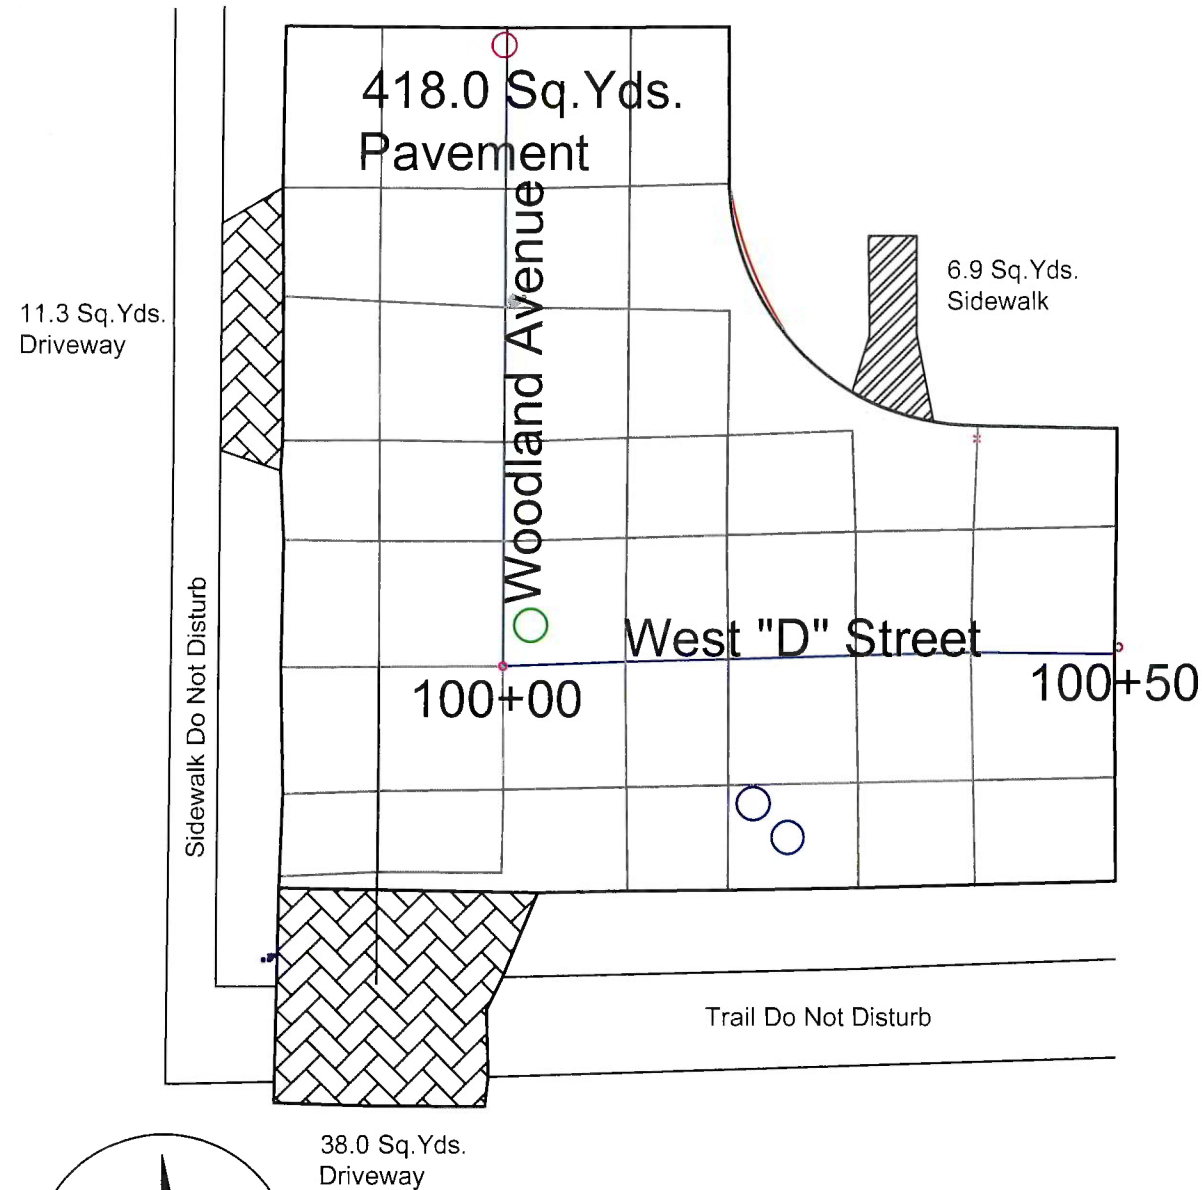 418.0 Sq.Yds.
Pavement
Woodland Avenue
6.9 Sq.Yds.
Sidewalk
11.3 Sq.Yds.
Driveway
Sidewalk Do Not Disturb
West "D" Street
100+00
100+50
Trail Do Not Disturb
38.0 Sq.Yds.
Driveway